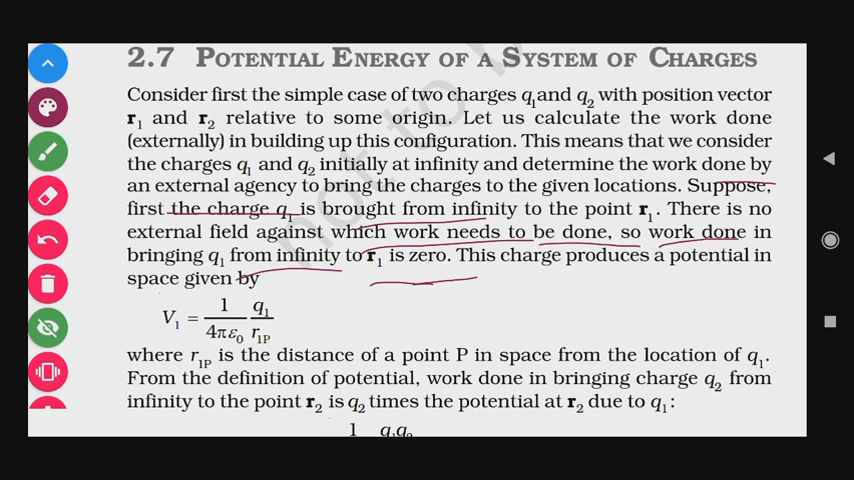 2.7 POTENTIAL ENERGY OF A SYSTEM OF CHARGES
Consider first the simple case of two charges q₁and q₂ with position vector
r₁ and r₂ relative to some origin. Let us calculate the work done
(externally) in building up this configuration. This means that we consider
the charges q₁ and q₂ initially at infinity and determine the work done by
an external agency to bring the charges to the given locations. Suppose,
first the charge q₁ is brought from infinity to the point r₁. There is no
external field against which work needs to be done, so work done in
bringing q₁ from infinity to r₁ is zero. This charge produces a potential in
space given by
V₁ = 1/4πε₀ q₁/r₁P
where r₁P is the distance of a point P in space from the location of q₁.
From the definition of potential, work done in bringing charge q₂ from
infinity to the point r₂ is q₂ times the potential at r₂ due to q₁:
1 q₁q₂
not to